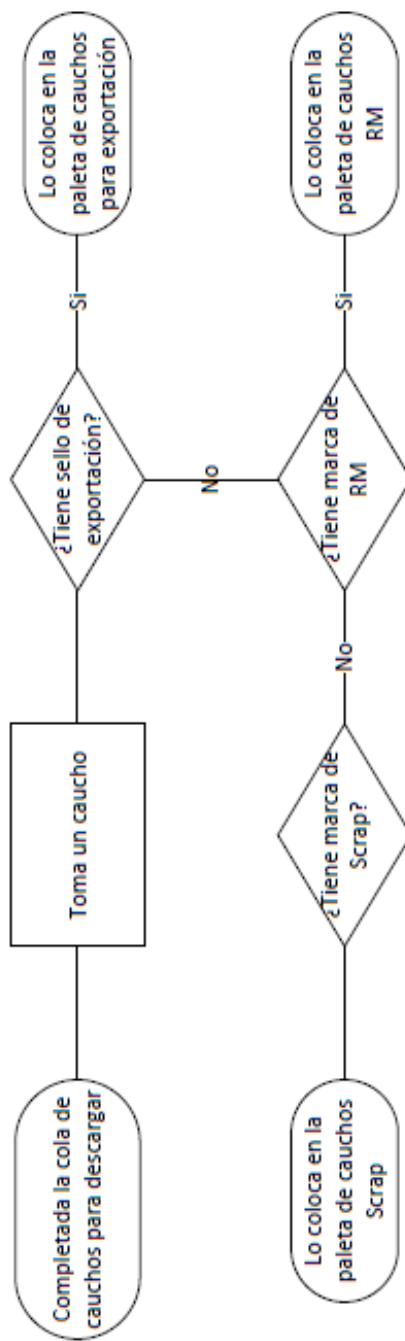 Completada la cola de
cauchos para descargar
Toma un caucho
¿Tiene sello de
exportación?
Si
Lo coloca en la
paleta de cauchos
para exportación
No
¿Tiene marca de
RM
Si
Lo coloca en la
paleta de cauchos
RM
No
¿Tiene marca de
Scrap?
Lo coloca en la
paleta de cauchos
Scrap